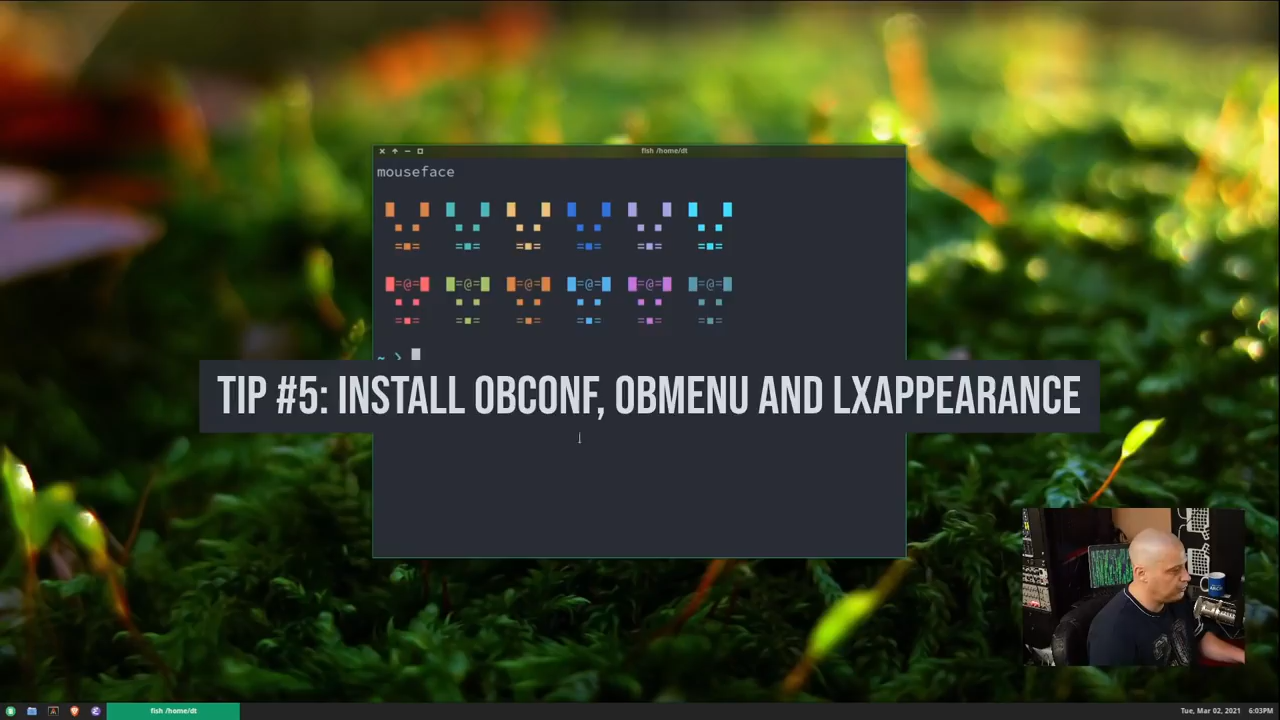 fish /home/dt
mouseface
=■= =■= =■= =■= =■= =■=
=@= =@= =@= =@= =@= =@=
=■= =■= =■= =■= =■= =■=
~ >
TIP #5: INSTALL OBCONF, OBMENU AND LXAPPEARANCE
fish /home/dt
Tue, Mar 02, 2021 6:03PM